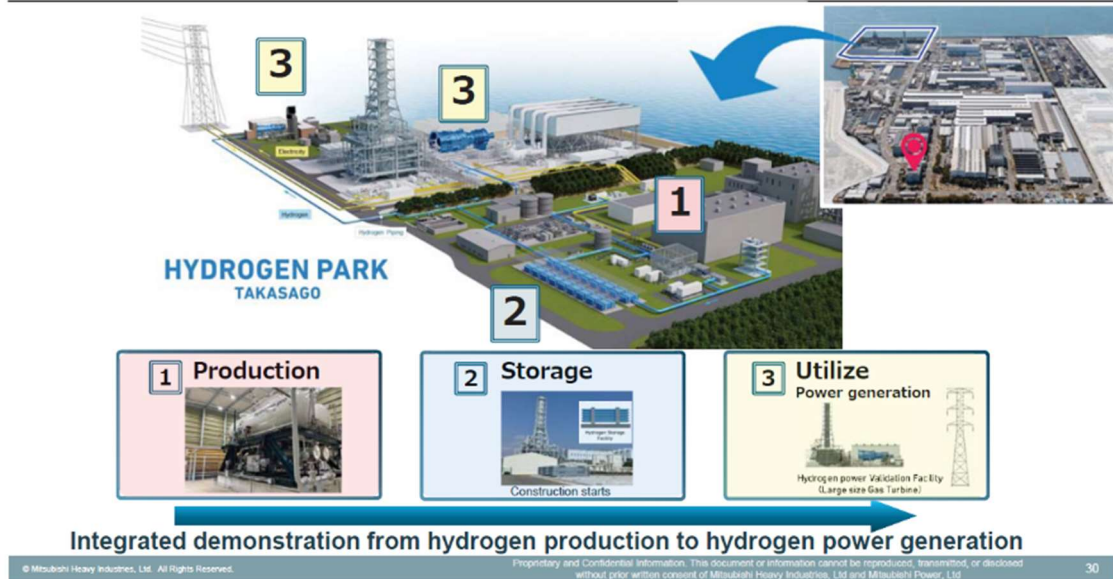 3
3
Electricity
1
Hydrogen
Hydrogen Piping
HYDROGEN PARK
TAKASAGO
2
1 Production
2 Storage
Hydrogen Storage
Facility
Construction starts
3 Utilize
Power generation
Hydrogen power Validation Facility
(Large size Gas Turbine)
Integrated demonstration from hydrogen production to hydrogen power generation
© Mitsubishi Heavy Industries, Ltd. All Rights Reserved.
Proprietary and Confidential Information. This document or information cannot be reproduced, transmitted, or disclosed
without prior written consent of Mitsubishi Heavy Industries, Ltd and Mitsubishi Power, Ltd
30